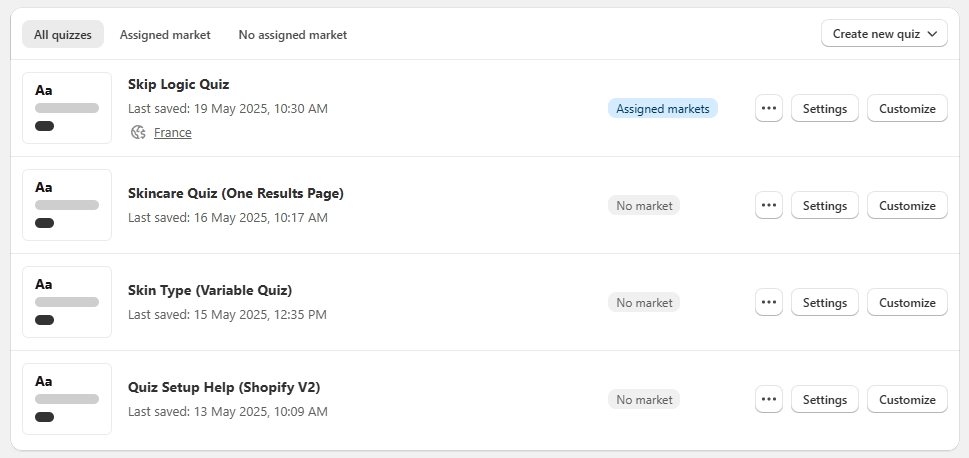 All quizzes Assigned market No assigned market Create new quiz
Aa
Skip Logic Quiz
Last saved: 19 May 2025, 10:30 AM
France
Assigned markets
Settings
Customize
Aa
Skincare Quiz (One Results Page)
Last saved: 16 May 2025, 10:17 AM
No market
Settings
Customize
Aa
Skin Type (Variable Quiz)
Last saved: 15 May 2025, 12:35 PM
No market
Settings
Customize
Aa
Quiz Setup Help (Shopify V2)
Last saved: 13 May 2025, 10:09 AM
No market
Settings
Customize